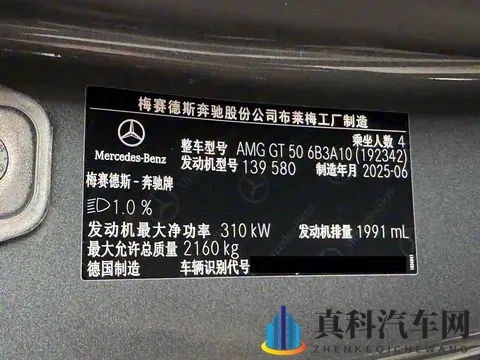 梅赛德斯奔驰股份公司布莱梅工厂制造
乘坐人数 4
整车型号 AMG GT 50 6B3A10 (192342)
Mercedes-Benz
发动机型号 139 580 制造年月 2025-06
梅赛德斯－奔驰牌
1.0 %
发动机最大净功率 310 kW 发动机排量 1991 mL
最大允许总质量 2160 kg
德国制造 车辆识别代号
真科汽车网
ZHENKEQICHE.COM